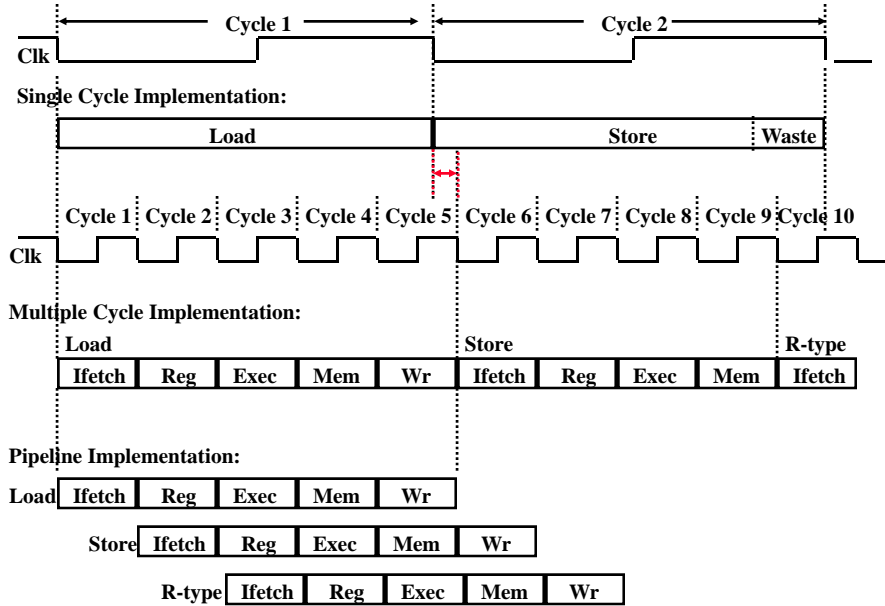 Cycle 1 Cycle 2
Clk
Single Cycle Implementation:
Load Store Waste
Cycle 1 Cycle 2 Cycle 3 Cycle 4 Cycle 5 Cycle 6 Cycle 7 Cycle 8 Cycle 9 Cycle 10
Clk
Multiple Cycle Implementation:
Load Store R-type
Ifetch Reg Exec Mem Wr Ifetch Reg Exec Mem Ifetch
Pipeline Implementation:
Load Ifetch Reg Exec Mem Wr
Store Ifetch Reg Exec Mem Wr
R-type Ifetch Reg Exec Mem Wr